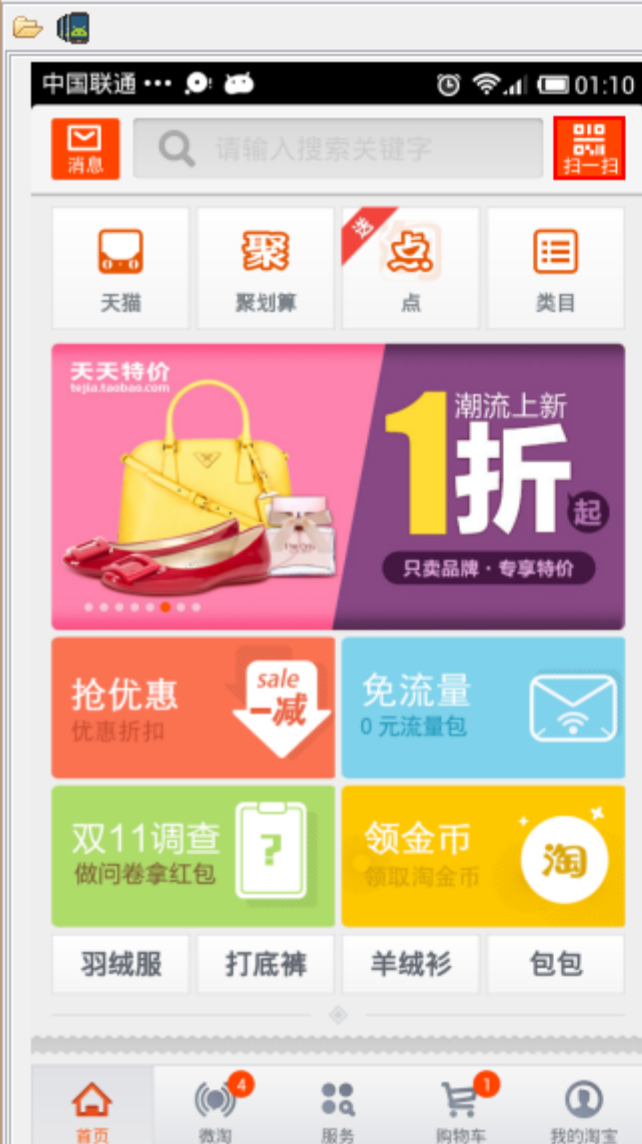 中国联通 ••• 01:10
消息 请输入搜索关键字 扫一扫
送
聚 点
天猫 聚划算 点 类目
天天特价
tejia.taobao.com
潮流上新
1折起
只卖品牌·专享特价
抢优惠
优惠折扣
sale
一减
免流量
0 元流量包
双11调查
做问卷拿红包
?
领金币
领取淘金币
淘
羽绒服 打底裤 羊绒衫 包包
4 1
首页 微淘 服务 购物车 我的淘宝